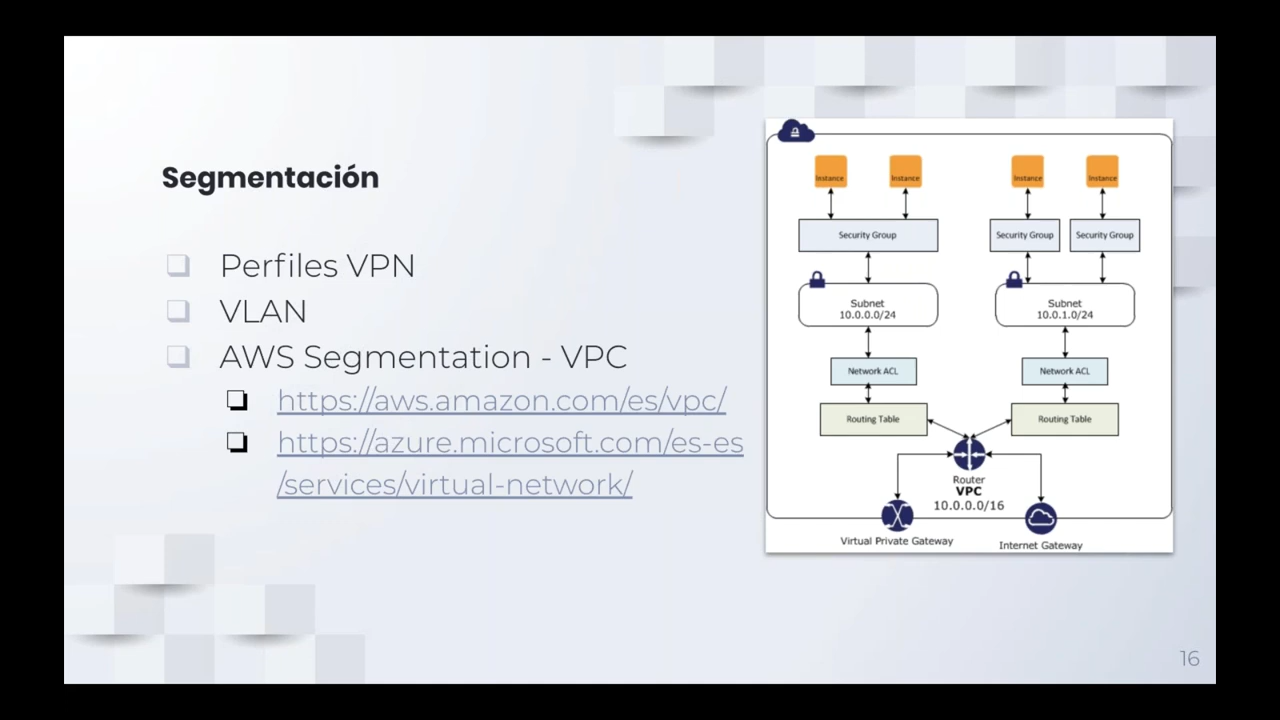 Segmentación
Perfiles VPN
VLAN
AWS Segmentation - VPC
https://aws.amazon.com/es/vpc/
https://azure.microsoft.com/es-es
/services/virtual-network/
Instance
Instance
Instance
Instance
Security Group
Security Group
Security Group
Subnet
10.0.0.0/24
Subnet
10.0.1.0/24
Network ACL
Network ACL
Routing Table
Routing Table
Router
VPC
10.0.0.0/16
Virtual Private Gateway
Internet Gateway
16